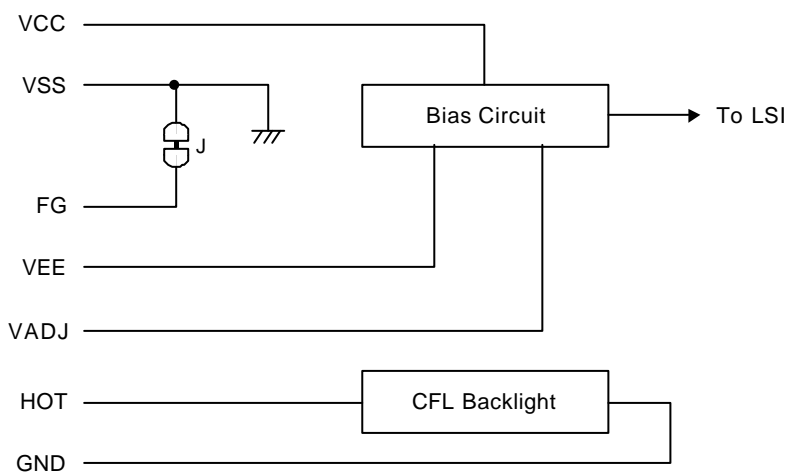 VCC
VSS
Bias Circuit
To LSI
J
FG
VEE
VADJ
HOT
CFL Backlight
GND